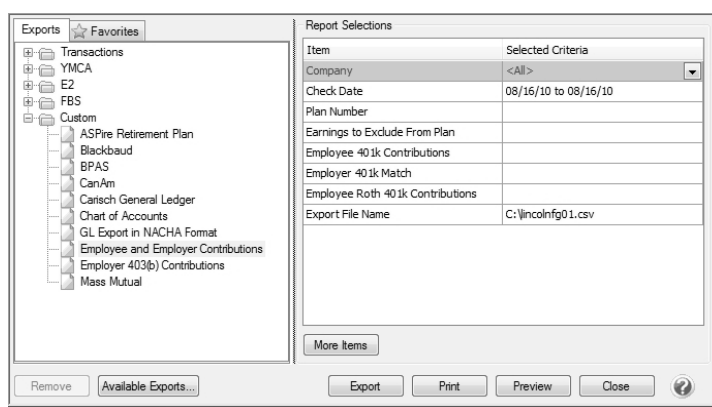 Exports
Favorites
Transactions
YMCA
E2
FBS
Custom
ASPire Retirement Plan
Blackbaud
BPAS
CanAm
Carisch General Ledger
Chart of Accounts
GL Export in NACHA Format
Employee and Employer Contributions
Employer 403(b) Contributions
Mass Mutual
Report Selections
Item Selected Criteria
Company <All>
Check Date 08/16/10 to 08/16/10
Plan Number
Earnings to Exclude From Plan
Employee 401k Contributions
Employer 401k Match
Employee Roth 401k Contributions
Export File Name C:\lincolnfg01.csv
More Items
Remove Available Exports... Export Print Preview Close ?